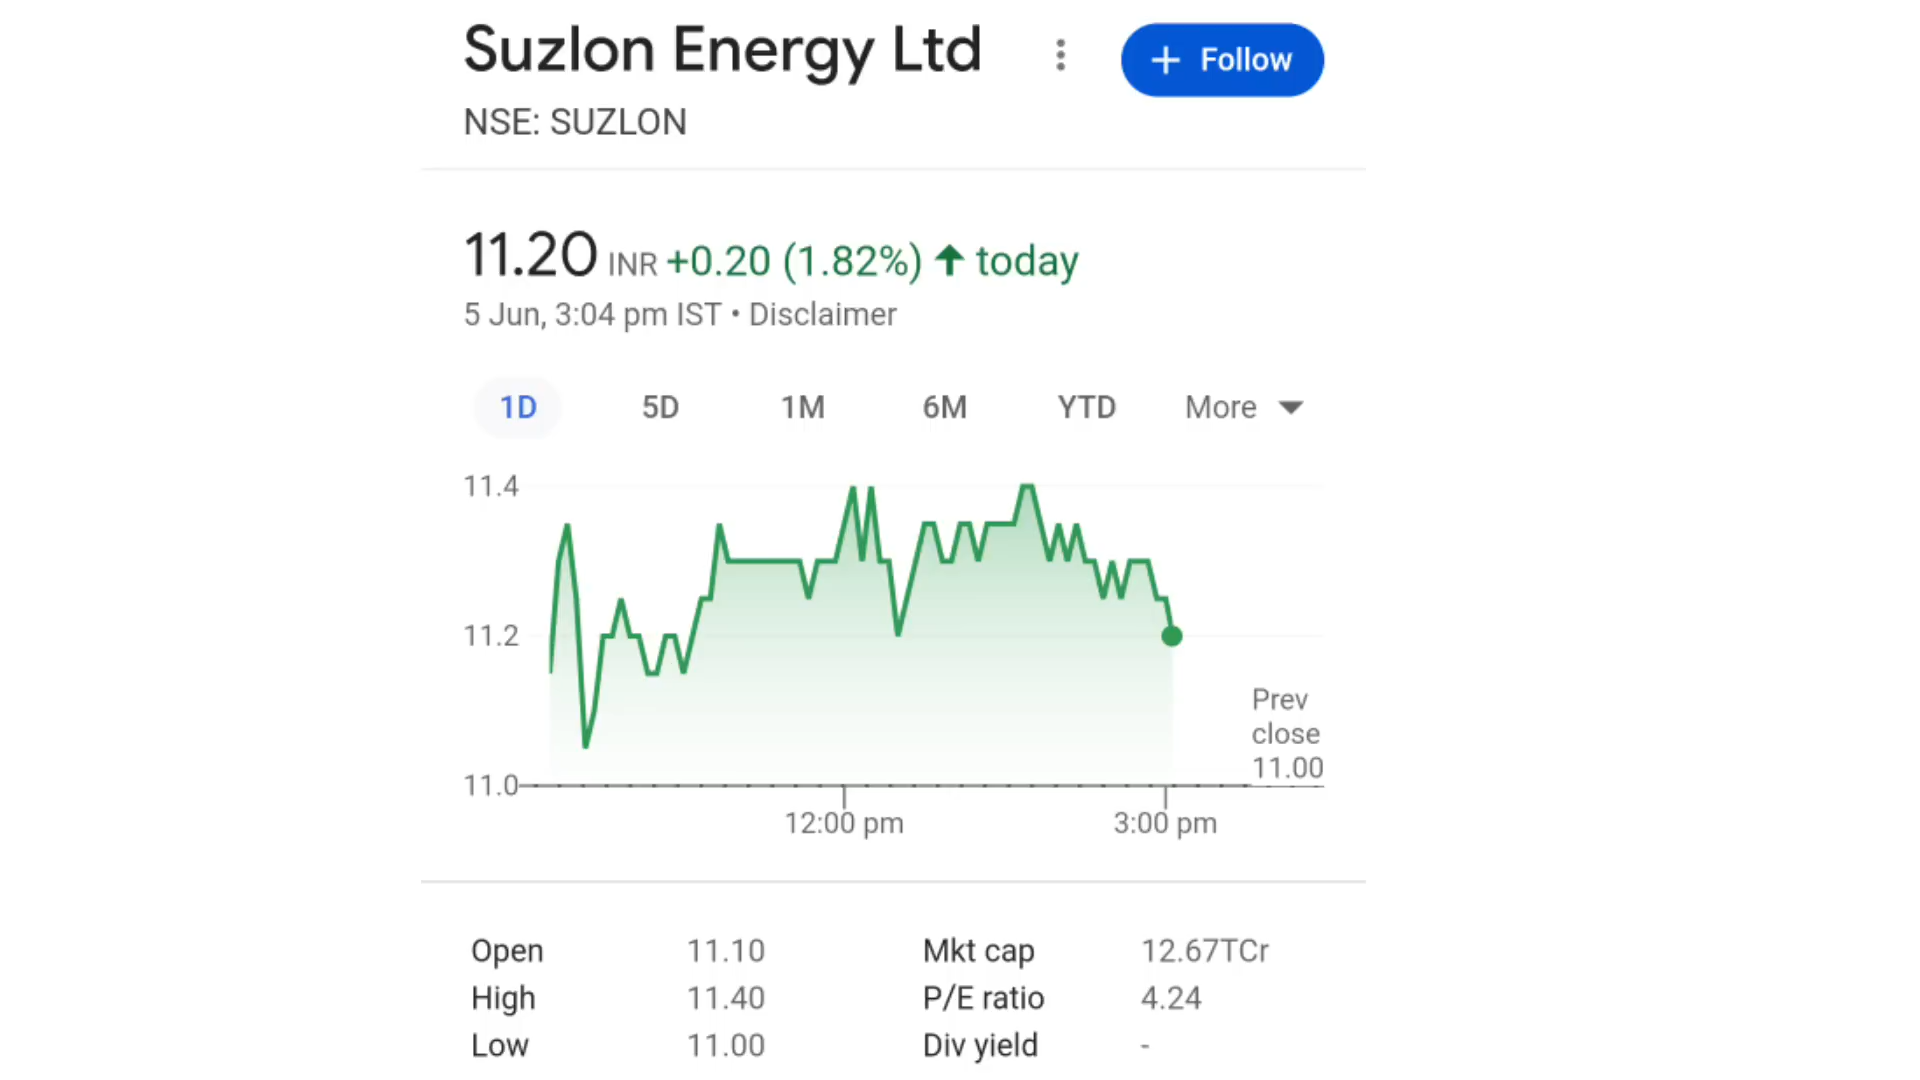 Suzlon Energy Ltd
+ Follow
NSE: SUZLON
11.20 INR +0.20 (1.82%) ↑ today
5 Jun, 3:04 pm IST • Disclaimer
1D 5D 1M 6M YTD More
11.4
11.2
11.0
Prev
close
11.00
12:00 pm 3:00 pm
Open 11.10 Mkt cap 12.67TCr
High 11.40 P/E ratio 4.24
Low 11.00 Div yield -